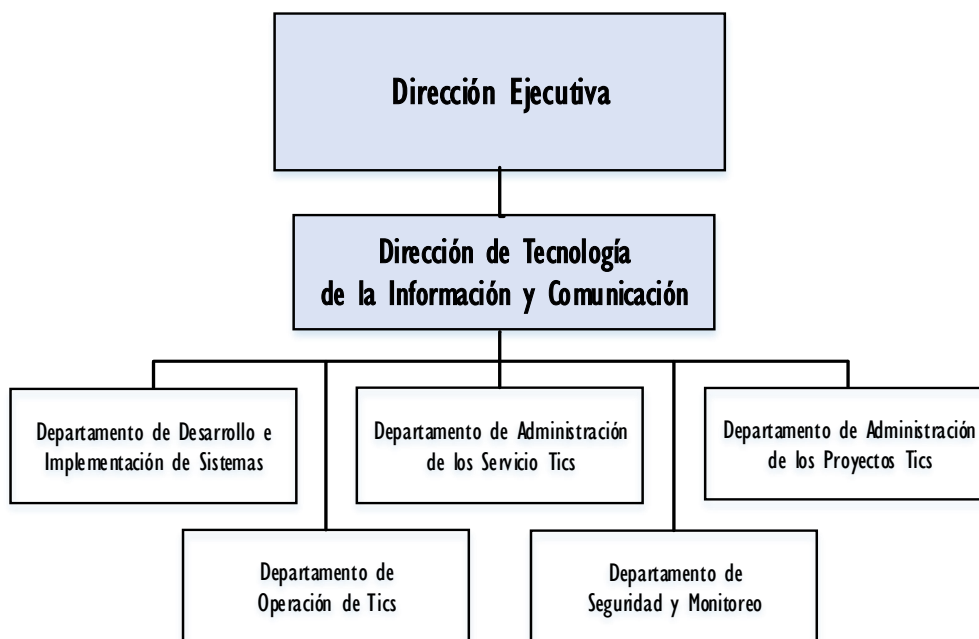 Dirección Ejecutiva
Dirección de Tecnología
de la Información y Comunicación
Departamento de Desarrollo e
Implementación de Sistemas
Departamento de Administración
de los Servicio Tics
Departamento de Administración
de los Proyectos Tics
Departamento de
Operación de Tics
Departamento de
Seguridad y Monitoreo